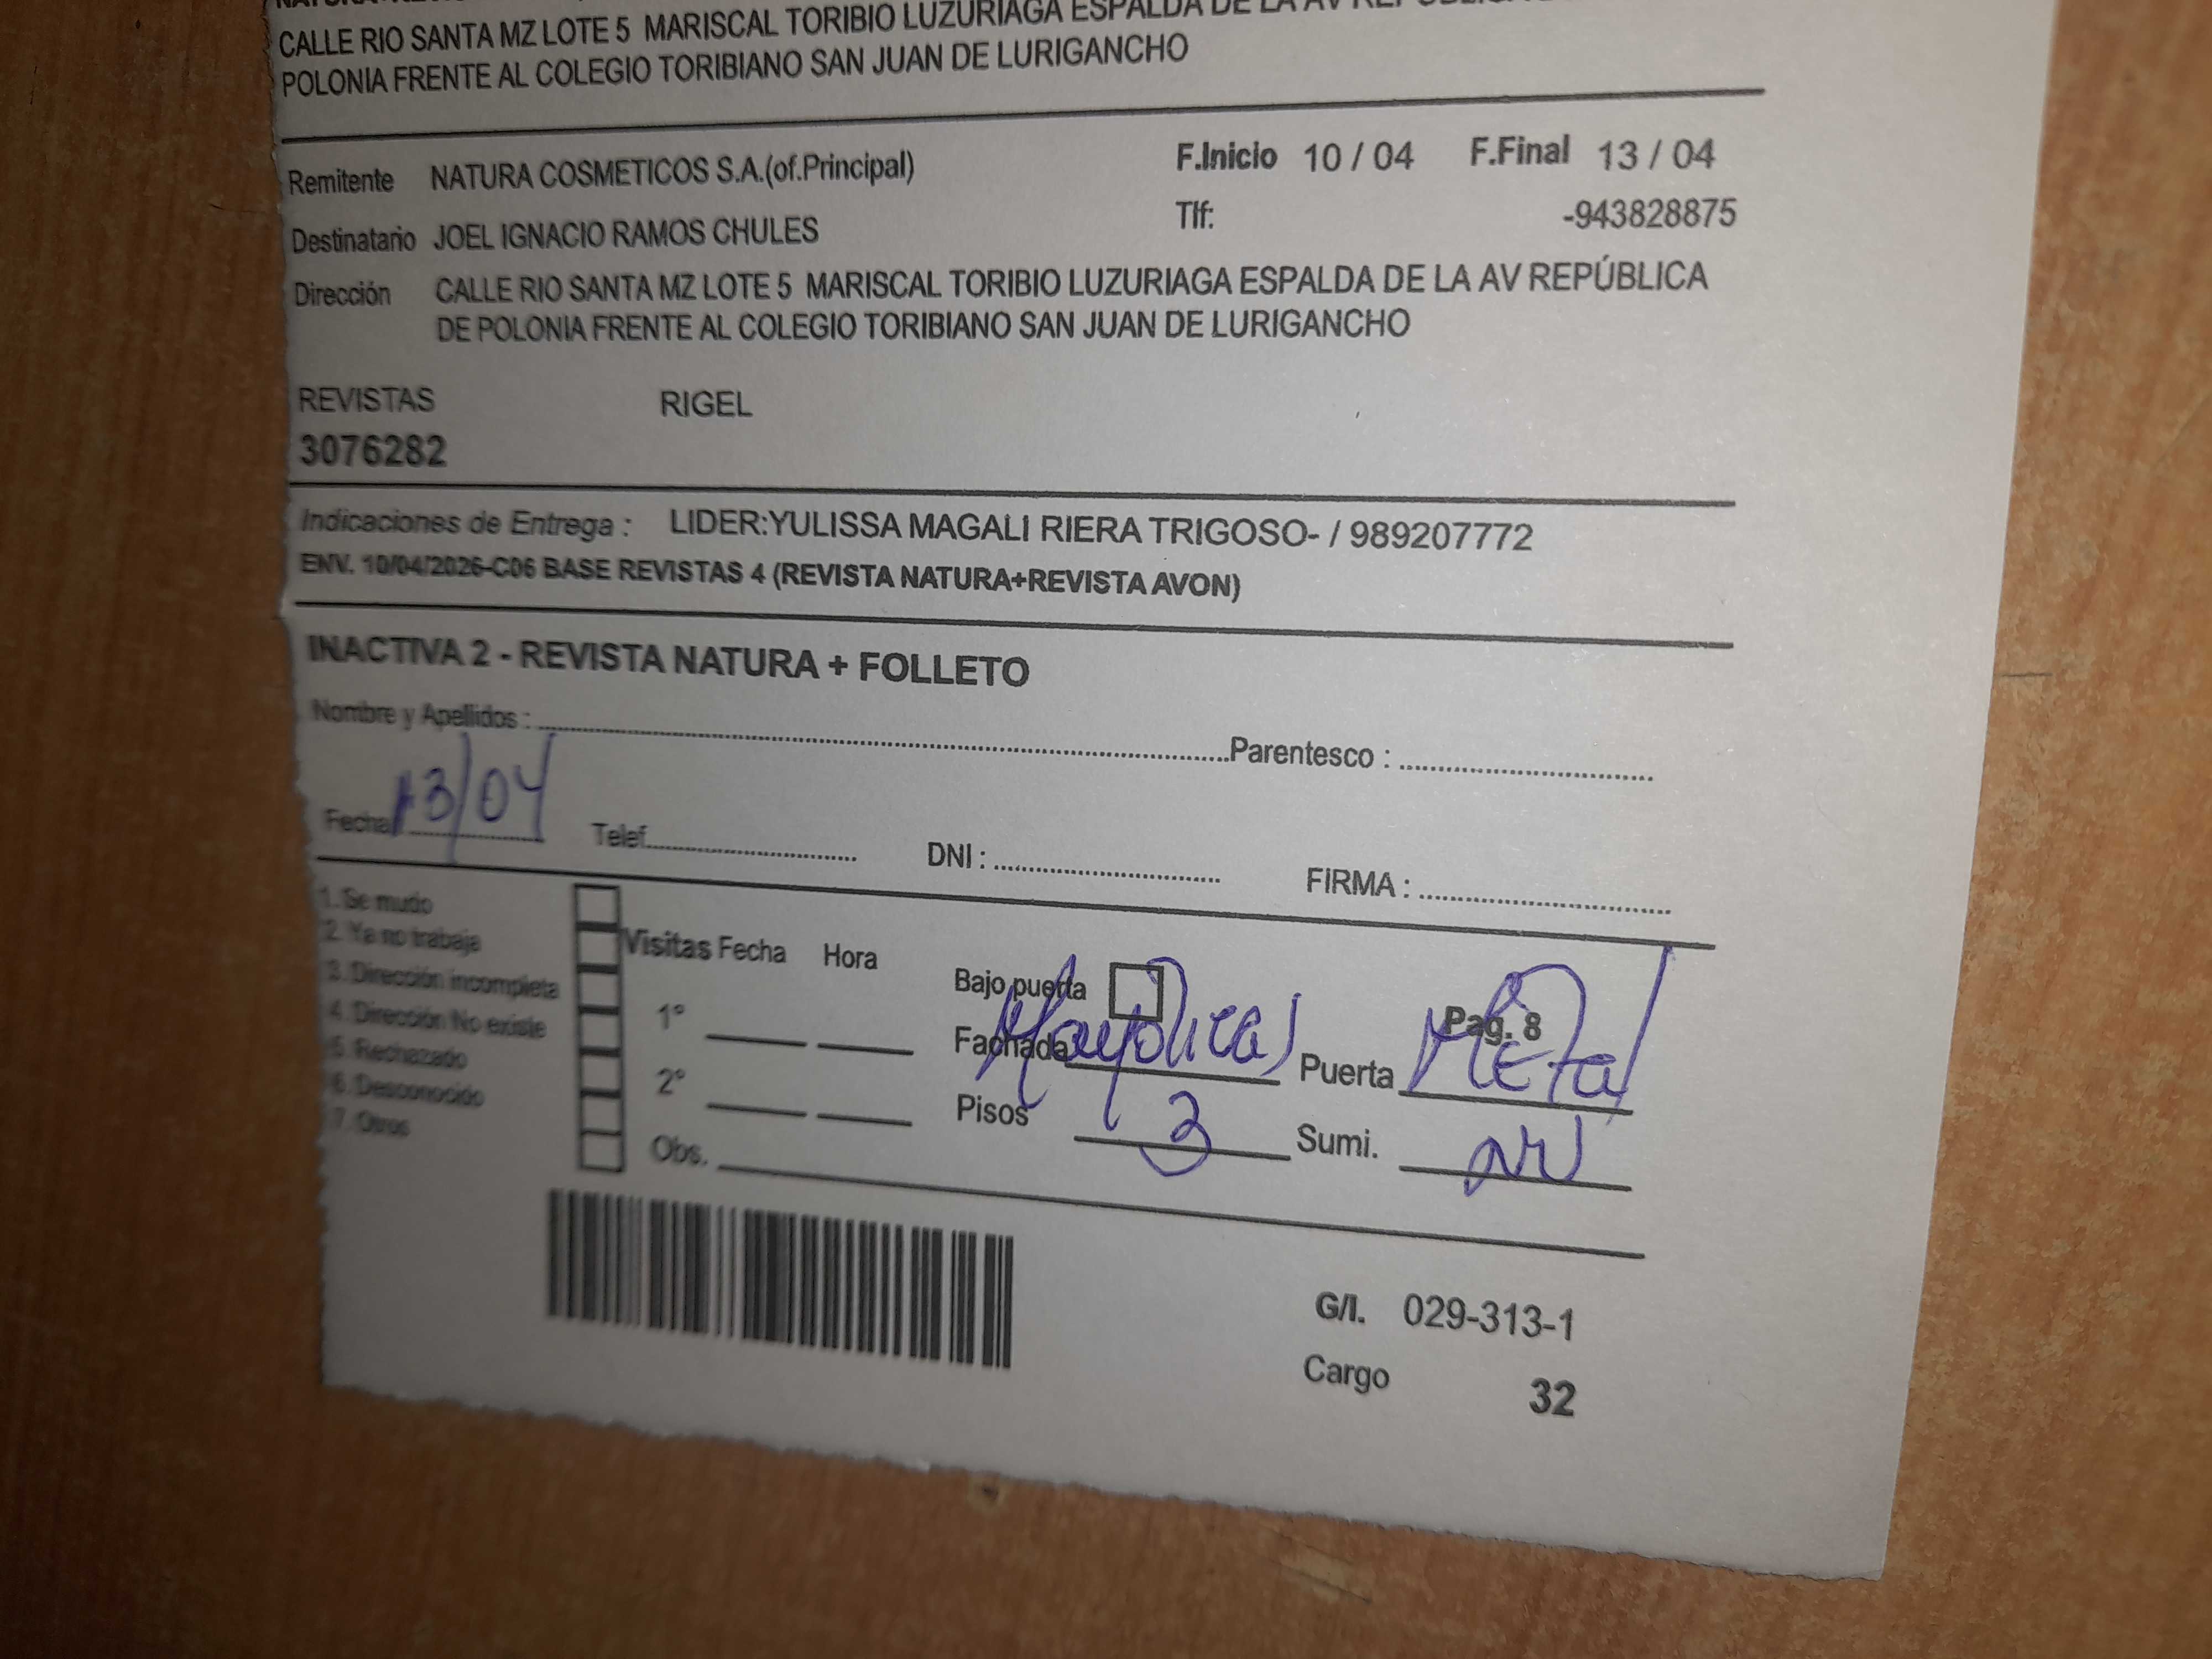 CALLE RIO SANTA MZ LOTE 5 MARISCAL TORIBIO LUZURIAGA ESPALDA DE LA AV
POLONIA FRENTE AL COLEGIO TORIBIANO SAN JUAN DE LURIGANCHO
Remitente NATURA COSMETICOS S.A.(of.Principal) F.Inicio 10 / 04 F.Final 13 / 04
Destinatario JOEL IGNACIO RAMOS CHULES Tlf: -943828875
Dirección CALLE RIO SANTA MZ LOTE 5 MARISCAL TORIBIO LUZURIAGA ESPALDA DE LA AV REPÚBLICA
DE POLONIA FRENTE AL COLEGIO TORIBIANO SAN JUAN DE LURIGANCHO
REVISTAS RIGEL
3076282
Indicaciones de Entrega : LIDER:YULISSA MAGALI RIERA TRIGOSO- / 989207772
ENV. 10/04/2026-C06 BASE REVISTAS 4 (REVISTA NATURA+REVISTA AVON)
INACTIVA 2 - REVISTA NATURA + FOLLETO
Nombre y Apellidos : Parentesco :
Fecha 13/04 Telef. DNI : FIRMA :
1. Se mudo
2. Ya no trabaja
3. Dirección incompleta
4. Dirección No existe
5. Rechazado
6. Desconocido
7. Otros
Visitas Fecha Hora
1°
2°
Obs.
Bajo puerta Pag. 8
Fachada Mayolica Puerta Metal
Pisos 3 Sumi.
G/I. 029-313-1
Cargo 32